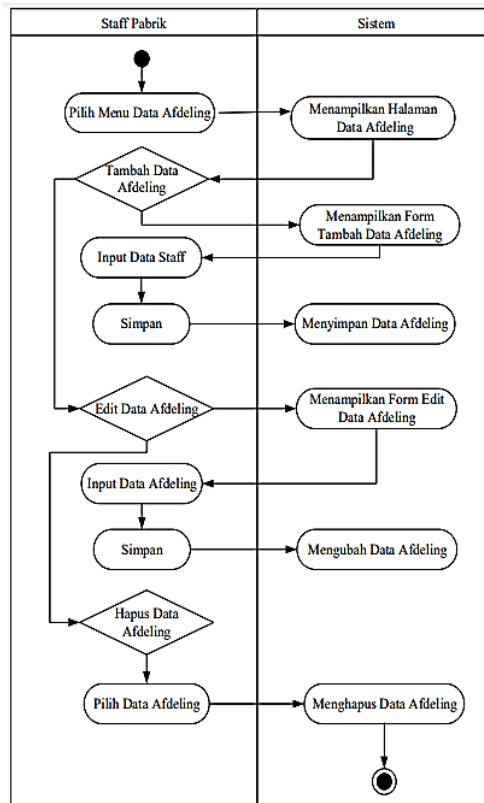 Staff Pabrik
Sistem
Pilih Menu Data Afdeling
Menampilkan Halaman
Data Afdeling
Tambah Data
Afdeling
Menampilkan Form
Tambah Data Afdeling
Input Data Staff
Simpan
Menyimpan Data Afdeling
Edit Data Afdeling
Menampilkan Form Edit
Data Afdeling
Input Data Afdeling
Simpan
Mengubah Data Afdeling
Hapus Data
Afdeling
Pilih Data Afdeling
Menghapus Data Afdeling